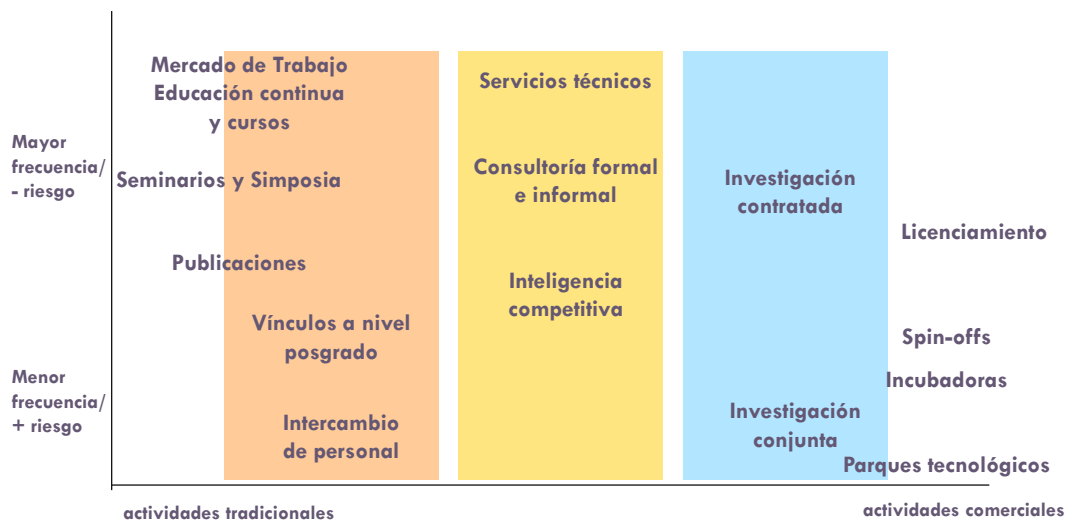 Mercado de Trabajo
Educación continua
y cursos
Servicios técnicos
Mayor
frecuencia/
- riesgo
Seminarios y Simposia
Consultoría formal
e informal
Investigación
contratada
Licenciamiento
Publicaciones
Inteligencia
competitiva
Vínculos a nivel
posgrado
Spin-offs
Incubadoras
Menor
frecuencia/
+ riesgo
Intercambio
de personal
Investigación
conjunta
Parques tecnológicos
actividades tradicionales
actividades comerciales